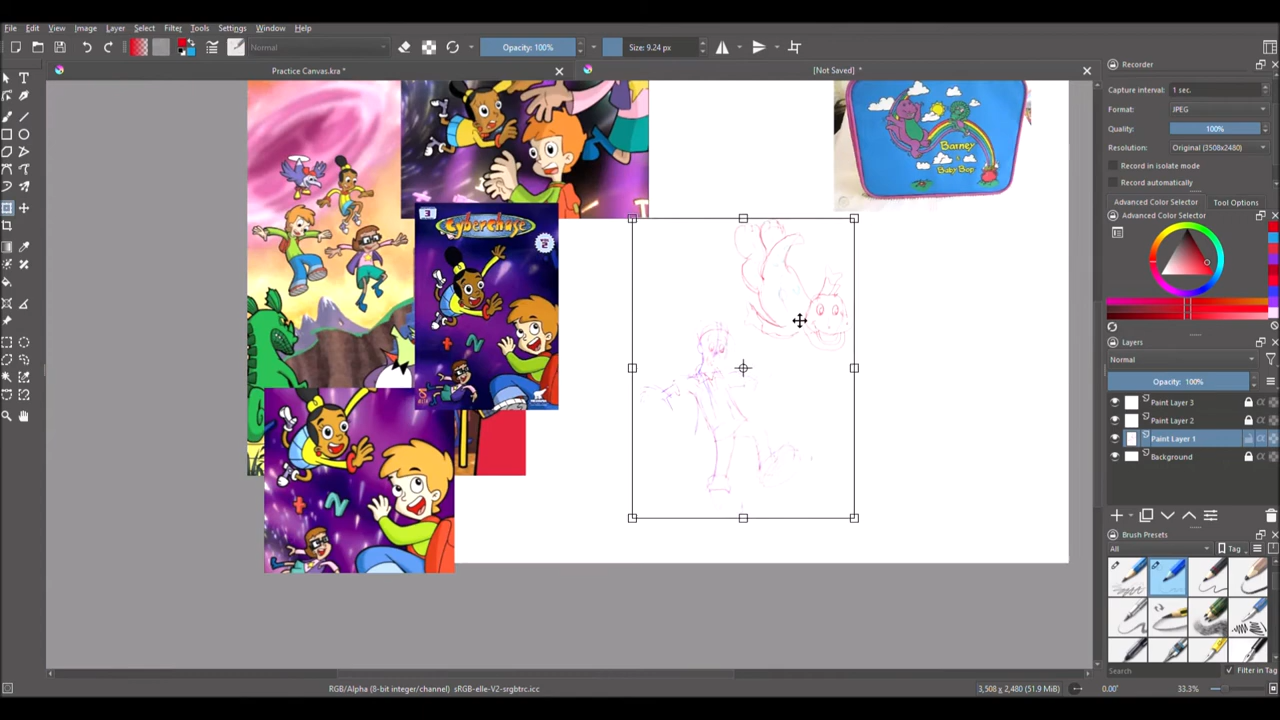 File Edit View Image Layer Select Filter Tools Settings Window Help
Normal
Opacity: 100%
Size: 9.24 px
Practice Canvas.kra *
[Not Saved] *
Barney
Baby Bop
3
Cyberchase
Recorder
Capture interval: 1 sec.
Format: JPEG
Quality: 100%
Resolution: Original (3508x2480)
Record in isolate mode
Record automatically
Advanced Color Selector Tool Options
Advanced Color Selector
Layers
Normal
Opacity: 100%
Paint Layer 3
Paint Layer 2
Paint Layer 1
Background
Brush Presets
All
Tag
Search
Filter in Tag
RGB/Alpha (8-bit integer/channel) sRGB-elle-V2-srgbtrc.icc
3,508 x 2,480 (51.9 MiB)
0.00°
33.3%